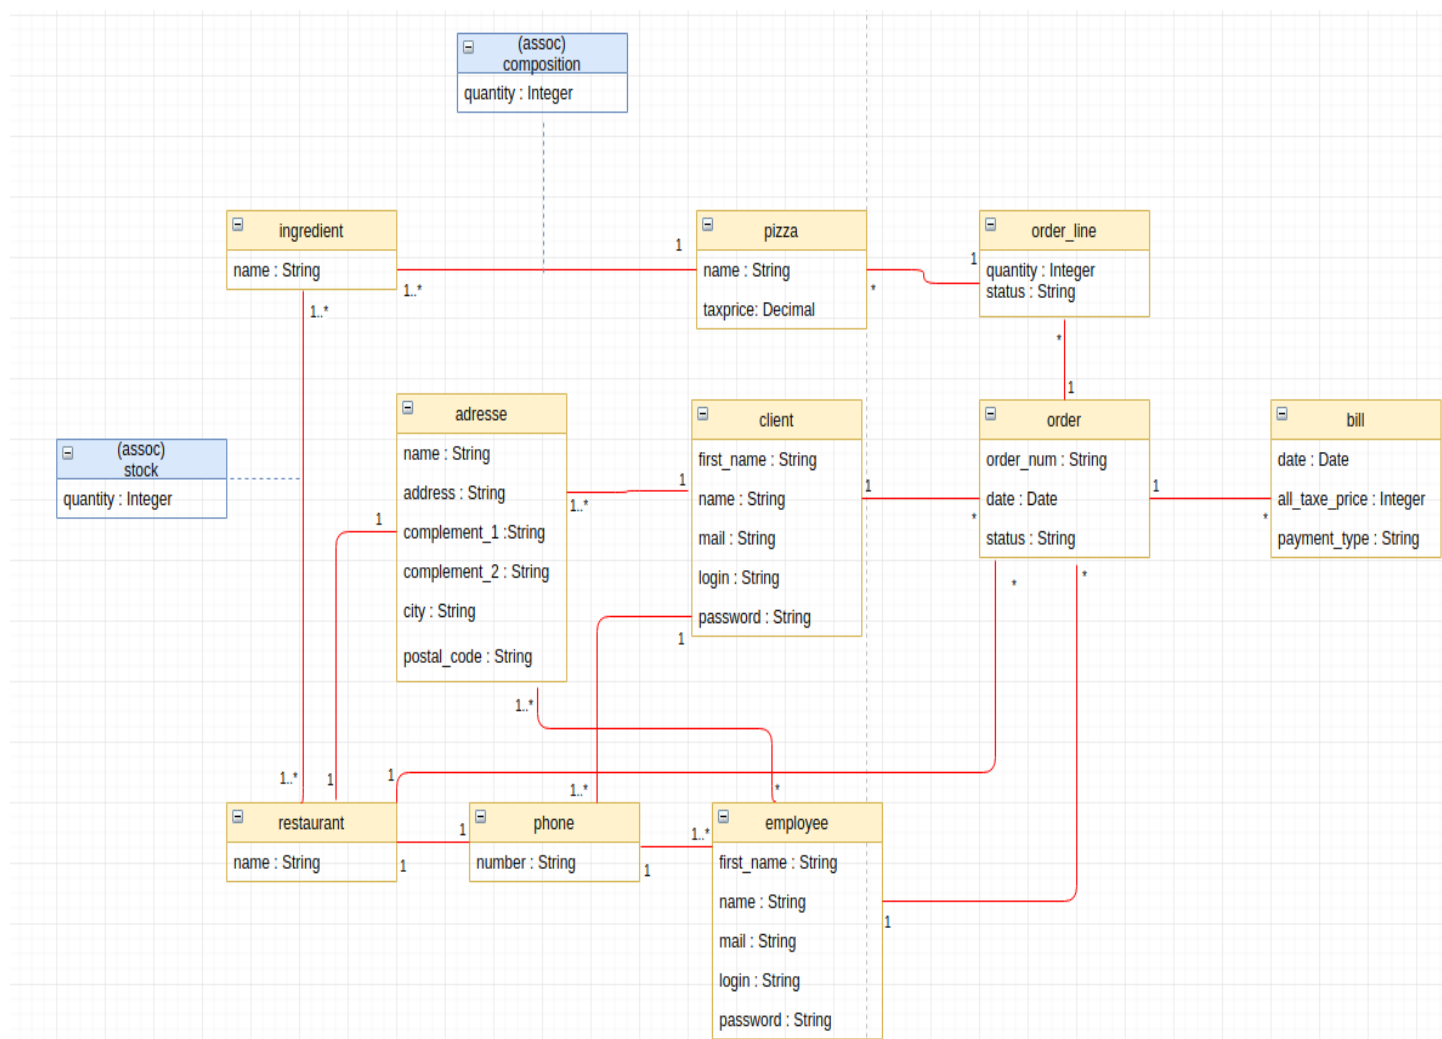 (assoc)
composition
quantity : Integer
ingredient
name : String
1..*
1..*
1
pizza
name : String
taxprice: Decimal
*
1
order_line
quantity : Integer
status : String
*
1
(assoc)
stock
quantity : Integer
adresse
name : String
address : String
complement_1 :String
complement_2 : String
city : String
postal_code : String
1
1..*
1..*
1
client
first_name : String
name : String
mail : String
login : String
password : String
1
1
*
order
order_num : String
date : Date
status : String
1
*
*
*
bill
date : Date
all_taxe_price : Integer
payment_type : String
1..*
1
1
restaurant
name : String
1
1
1..*
phone
number : String
1
1..*
*
employee
first_name : String
name : String
mail : String
login : String
password : String
1